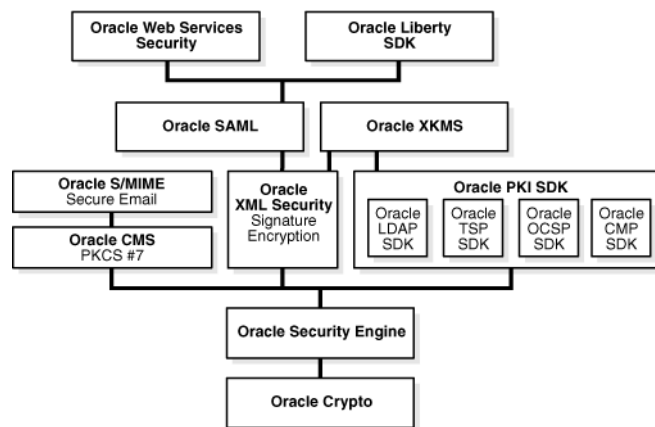 Oracle Web Services
Security
Oracle Liberty
SDK
Oracle SAML
Oracle XKMS
Oracle S/MIME
Secure Email
Oracle CMS
PKCS #7
Oracle
XML Security
Signature
Encryption
Oracle PKI SDK
Oracle
LDAP
SDK
Oracle
TSP
SDK
Oracle
OCSP
SDK
Oracle
CMP
SDK
Oracle Security Engine
Oracle Crypto